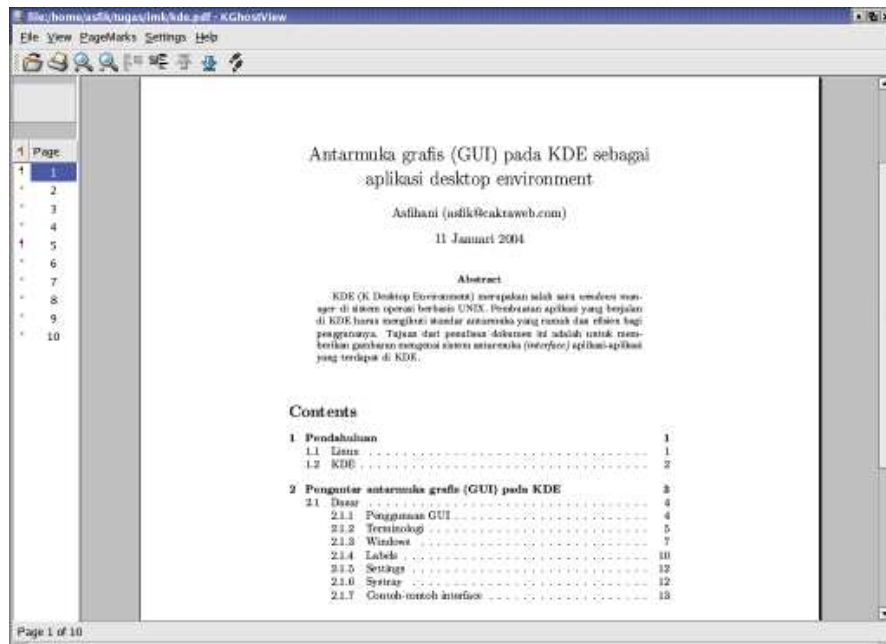 file:/home/asfik/tugas/imk/kde.pdf - KGhostView
File View PageMarks Settings Help
Page
1
2
3
4
5
6
7
8
9
10
Antarmuka grafis (GUI) pada KDE sebagai
aplikasi desktop environment
Asfihani (asfik@cakraweb.com)
11 Januari 2004
Abstract
KDE (K Desktop Environment) merupakan salah satu windows man-
ager di sistem operasi berbasis UNIX. Pembuatan aplikasi yang berjalan
di KDE harus mengikuti standar antarmuka yang ramah dan efisien bagi
penggunanya. Tujuan dari penulisan dokumen ini adalah untuk mem-
berikan gambaran mengenai sistem antarmuka (interface) aplikasi-aplikasi
yang terdapat di KDE.
Contents
1 Pendahuluan 1
1.1 Linux . . . . . . . . . . . . . . . . . . . . . . . . . . . . . . 1
1.2 KDE . . . . . . . . . . . . . . . . . . . . . . . . . . . . . . 2
2 Pengantar antarmuka grafis (GUI) pada KDE 3
2.1 Dasar . . . . . . . . . . . . . . . . . . . . . . . . . . . . . . 4
2.1.1 Penggunaan GUI . . . . . . . . . . . . . . . . . . . . . . 4
2.1.2 Terminologi . . . . . . . . . . . . . . . . . . . . . . . . 5
2.1.3 Windows . . . . . . . . . . . . . . . . . . . . . . . . . . 7
2.1.4 Labels . . . . . . . . . . . . . . . . . . . . . . . . . . . 10
2.1.5 Settings . . . . . . . . . . . . . . . . . . . . . . . . . . 12
2.1.6 Systray . . . . . . . . . . . . . . . . . . . . . . . . . . 12
2.1.7 Contoh-contoh interface . . . . . . . . . . . . . . . . . . 13
Page 1 of 10